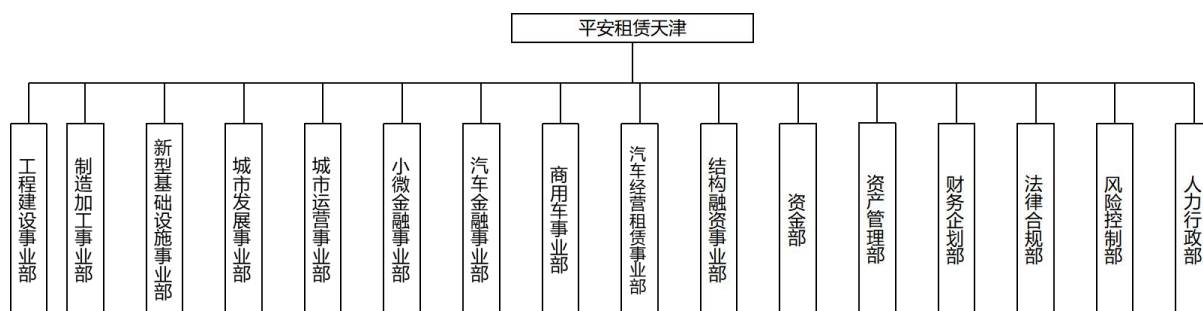 平安租赁天津
工程建设事业部
制造加工事业部
新型基础设施事业部
城市发展事业部
城市运营事业部
小微金融事业部
汽车金融事业部
商用车事业部
汽车经营租赁事业部
结构融资事业部
资金部
资产管理部
财务企划部
法律合规部
风险控制部
人力行政部